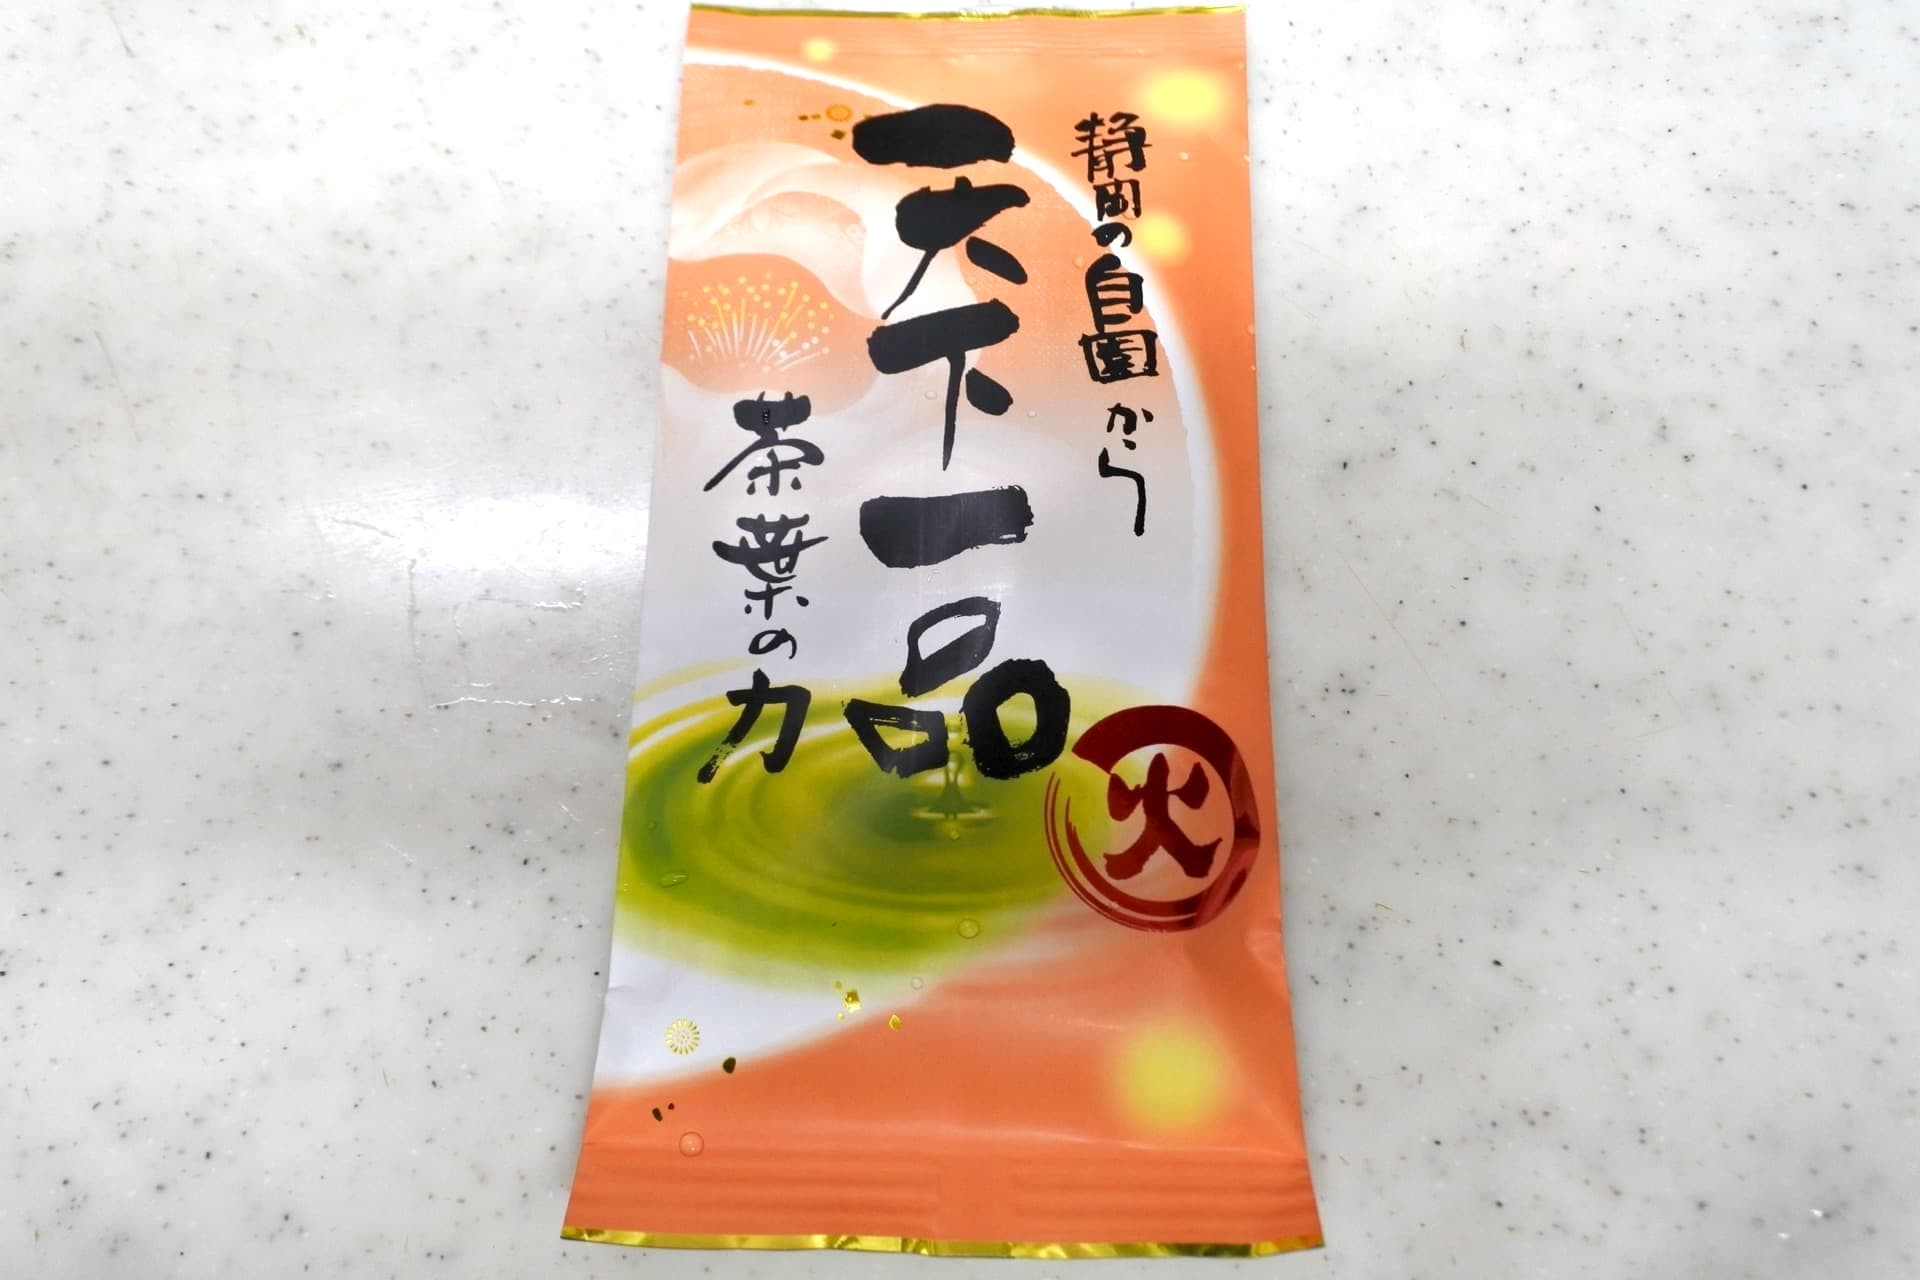 静岡の自園から
天下一品
茶葉の力
火